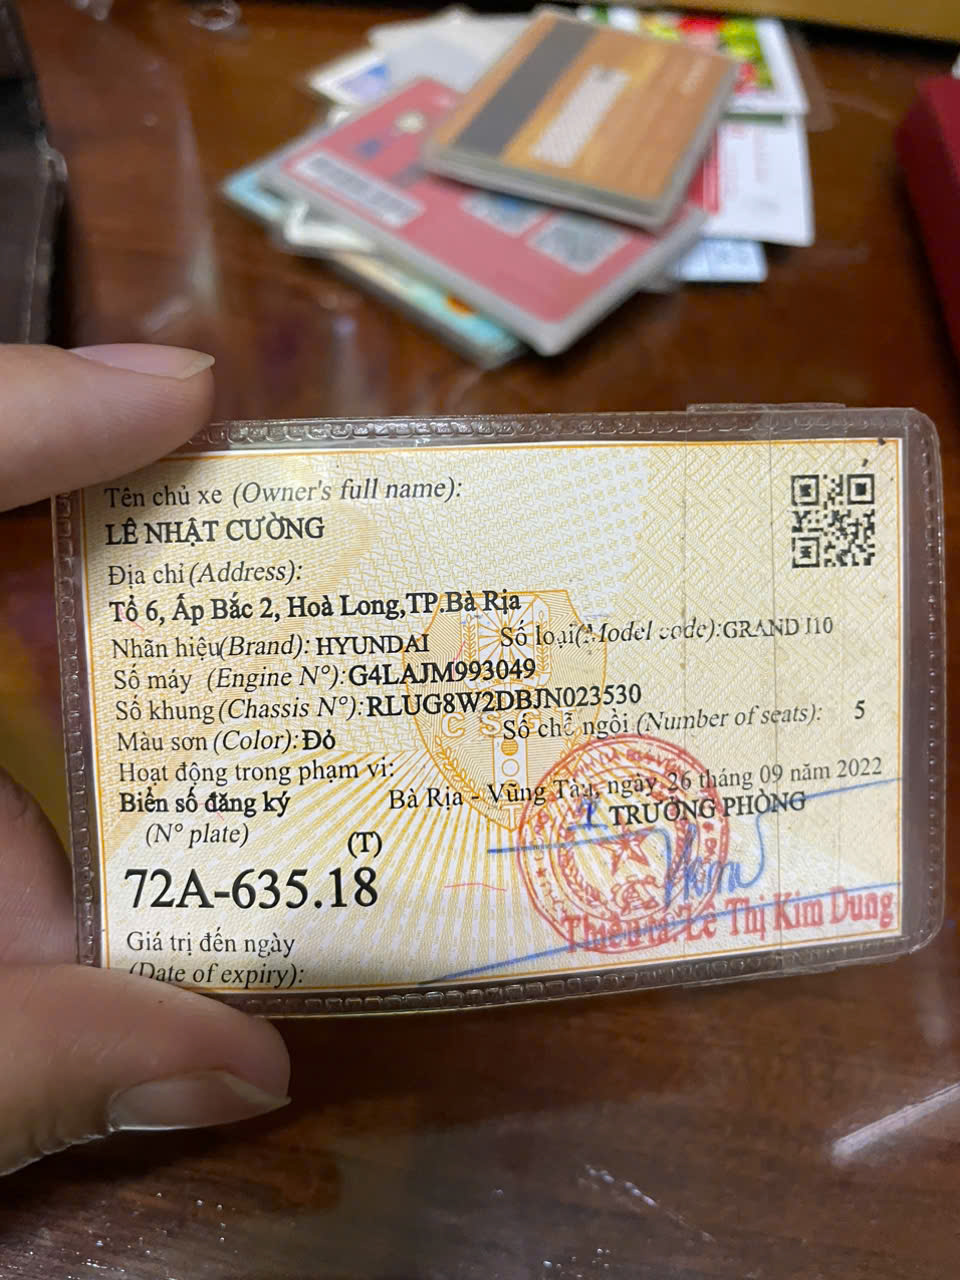 Tên chủ xe (Owner's full name):
LÊ NHẬT CƯỜNG
Địa chỉ (Address):
Tổ 6, Ấp Bắc 2, Hoà Long,TP.Bà Rịa
Nhãn hiệu(Brand): HYUNDAI Số loại(Model code):GRAND I10
Số máy (Engine N°):G4LAJM993049
Số khung (Chassis N°):RLUG8W2DBJN023530
Màu sơn (Color): Đỏ Số chỗ ngồi (Number of seats): 5
Hoạt động trong phạm vi:
Biển số đăng ký Bà Rịa - Vũng Tàu, ngày 26 tháng 09 năm 2022
(N° plate) TRƯỞNG PHÒNG
(T)
72A-635.18
Thiếu tá: Lê Thị Kim Dung
Giá trị đến ngày
(Date of expiry):